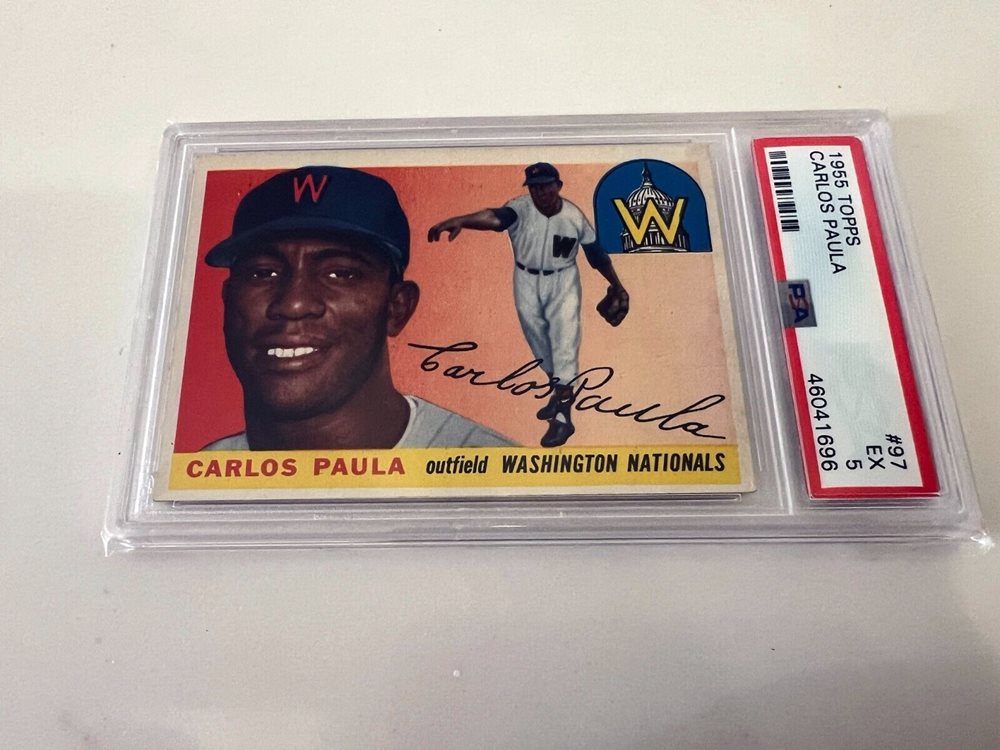 W
W
W
Carlos Paula
CARLOS PAULA outfield WASHINGTON NATIONALS
1955 TOPPS
CARLOS PAULA
PSA
#97
EX
5
46041696